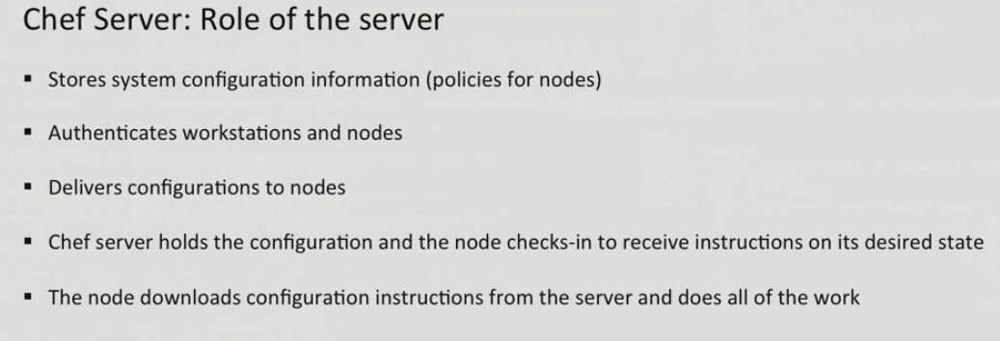 Chef Server: Role of the server
▪ Stores system configuration information (policies for nodes)
▪ Authenticates workstations and nodes
▪ Delivers configurations to nodes
▪ Chef server holds the configuration and the node checks-in to receive instructions on its desired state
▪ The node downloads configuration instructions from the server and does all of the work